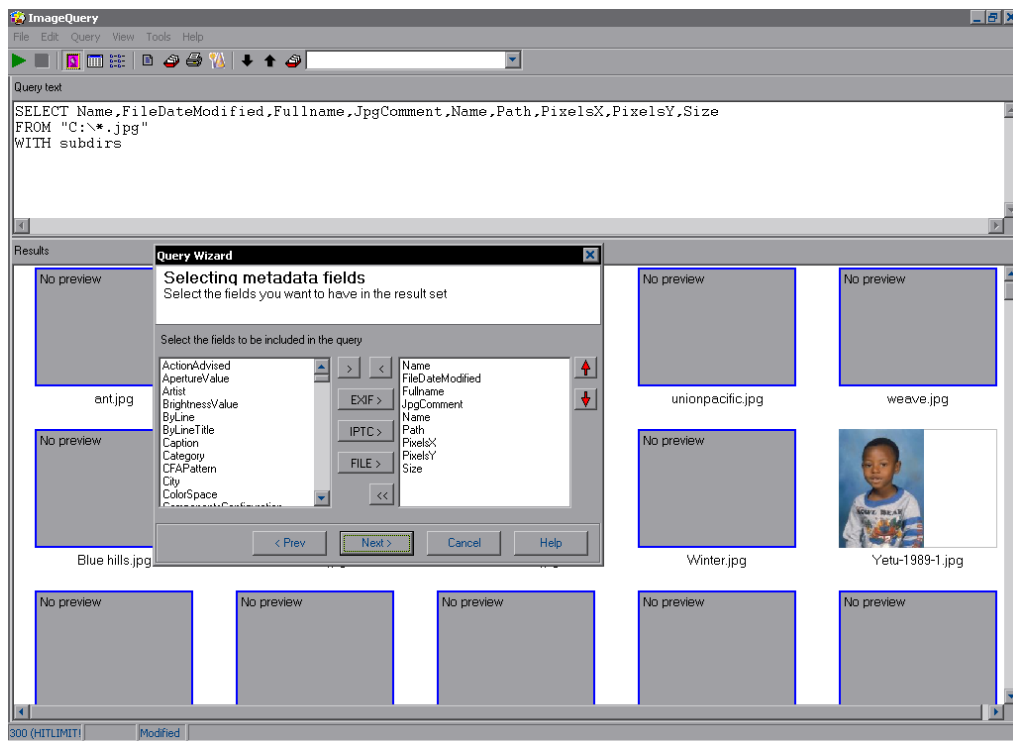 ImageQuery
File Edit Query View Tools Help
Query text
SELECT Name,FileDateModified,Fullname,JpgComment,Name,Path,PixelsX,PixelsY,Size
FROM "C:\*.jpg"
WITH subdirs
Results
Query Wizard
Selecting metadata fields
Select the fields you want to have in the result set
Select the fields to be included in the query
ActionAdvised
ApertureValue
Artist
BrightnessValue
ByLine
ByLineTitle
Caption
Category
CFAPattern
City
ColorSpace
ComponentsConfiguration
> <
EXIF >
IPTC >
FILE >
<<
Name
FileDateModified
Fullname
JpgComment
Name
Path
PixelsX
PixelsY
Size
< Prev Next > Cancel Help
No preview No preview No preview
ant.jpg unionpacific.jpg weave.jpg
No preview No preview
Blue hills.jpg Winter.jpg Yetu-1989-1.jpg
No preview No preview No preview No preview No preview
300 (HITLIMIT! Modified